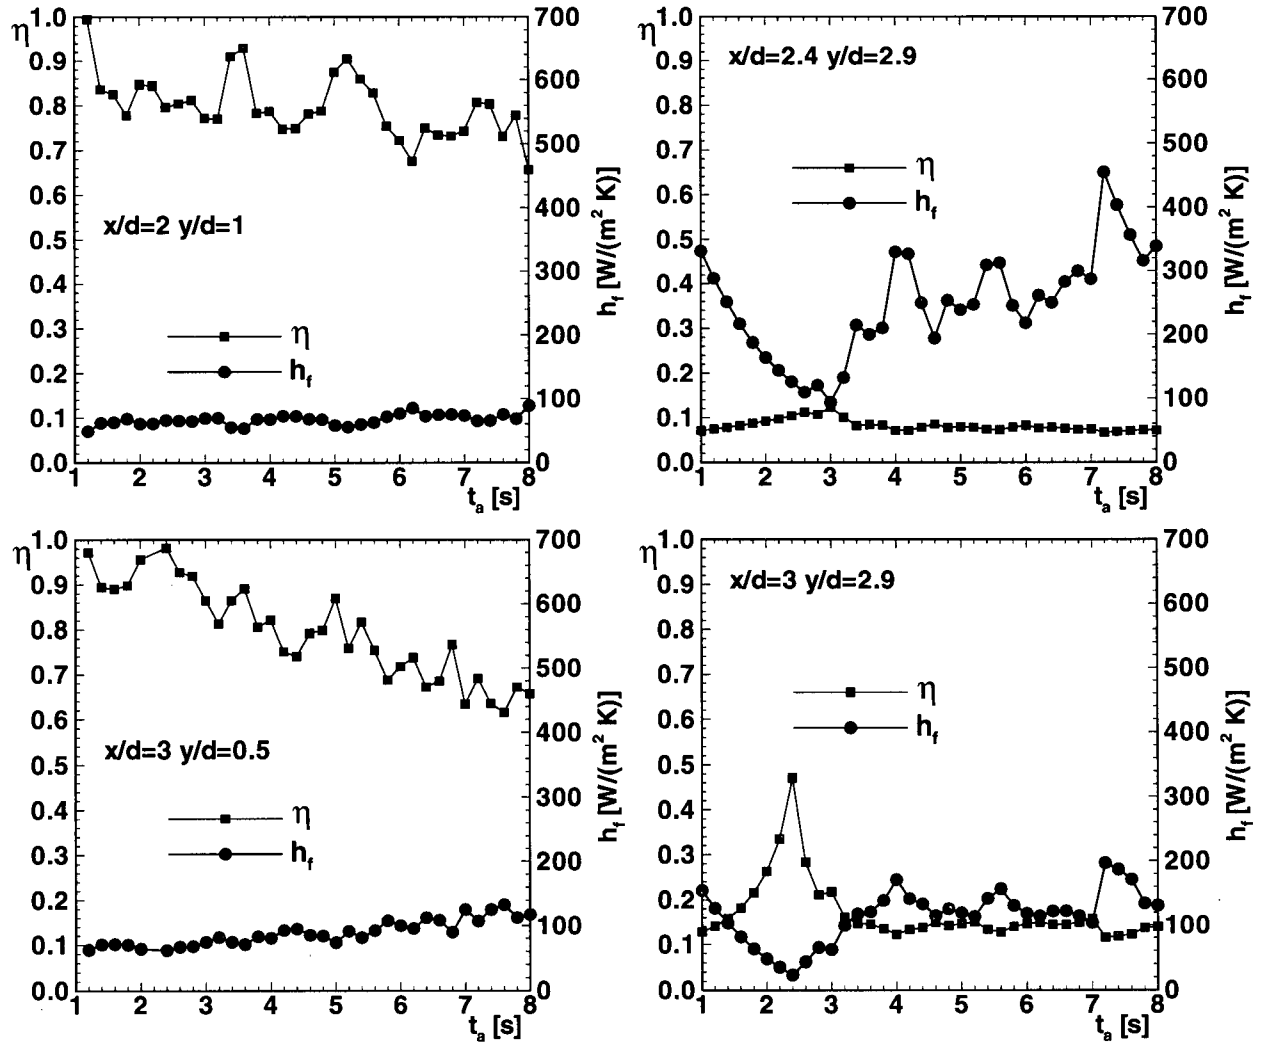 η
1.0
0.9
0.8
0.7
0.6
0.5
0.4
0.3
0.2
0.1
0.0
x/d=2 y/d=1
η
h_f
1 2 3 4 5 6 7 8
t_a [s]
700
600
500
400
300
200
100
0
h_f [W/(m² K)]
η
1.0
0.9
0.8
0.7
0.6
0.5
0.4
0.3
0.2
0.1
0.0
x/d=2.4 y/d=2.9
η
h_f
1 2 3 4 5 6 7 8
t_a [s]
700
600
500
400
300
200
100
0
h_f [W/(m² K)]
η
1.0
0.9
0.8
0.7
0.6
0.5
0.4
0.3
0.2
0.1
0.0
x/d=3 y/d=0.5
η
h_f
1 2 3 4 5 6 7 8
t_a [s]
700
600
500
400
300
200
100
0
h_f [W/(m² K)]
η
1.0
0.9
0.8
0.7
0.6
0.5
0.4
0.3
0.2
0.1
0.0
x/d=3 y/d=2.9
η
h_f
1 2 3 4 5 6 7 8
t_a [s]
700
600
500
400
300
200
100
0
h_f [W/(m² K)]